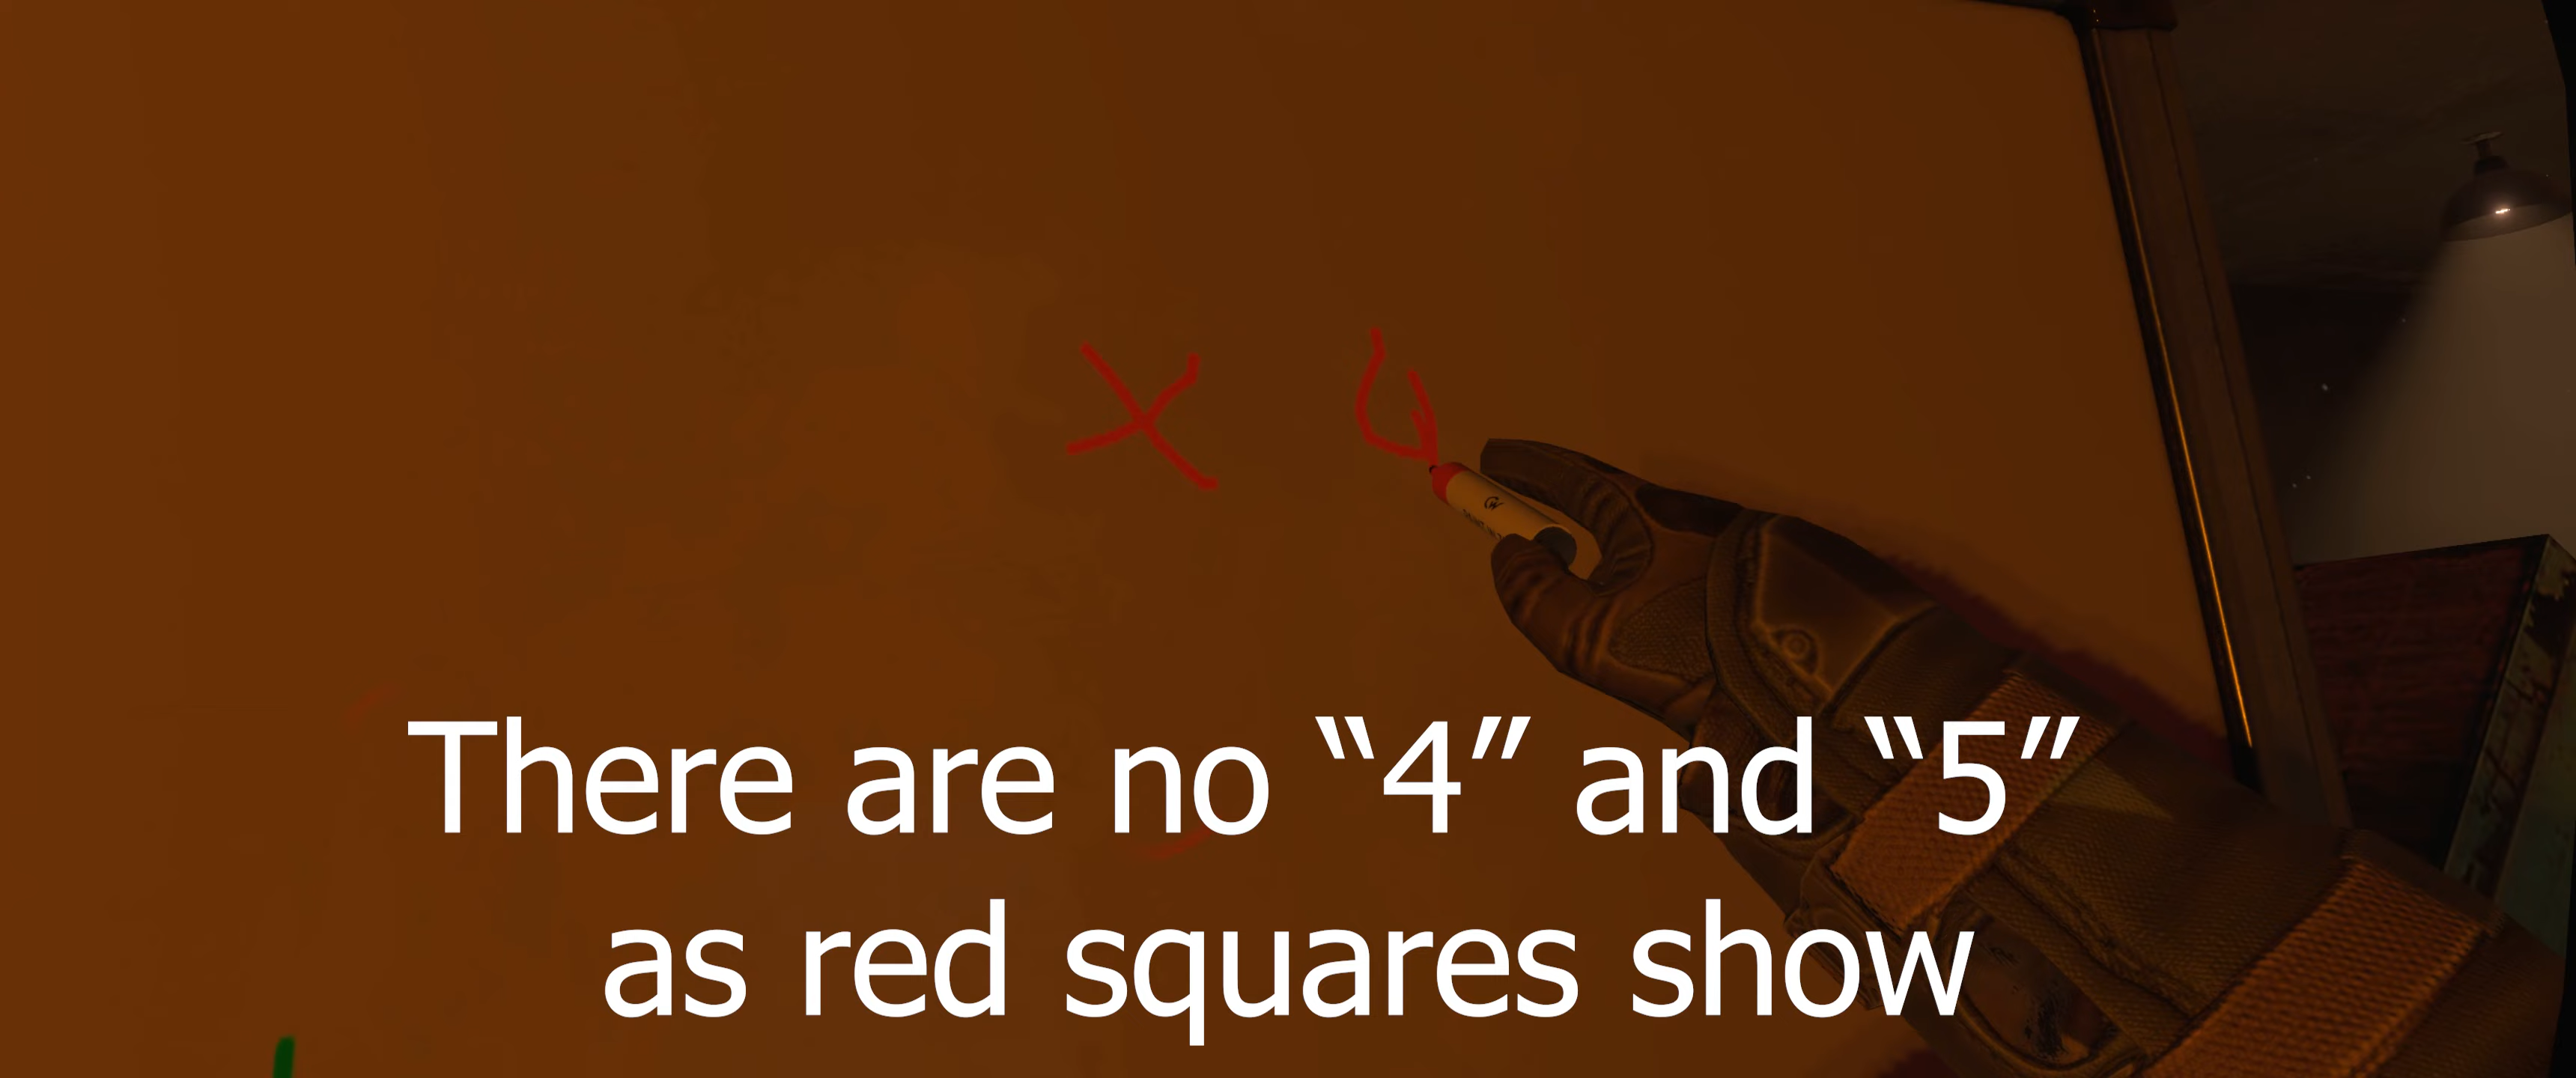 There are no “4” and “5”
as red squares show